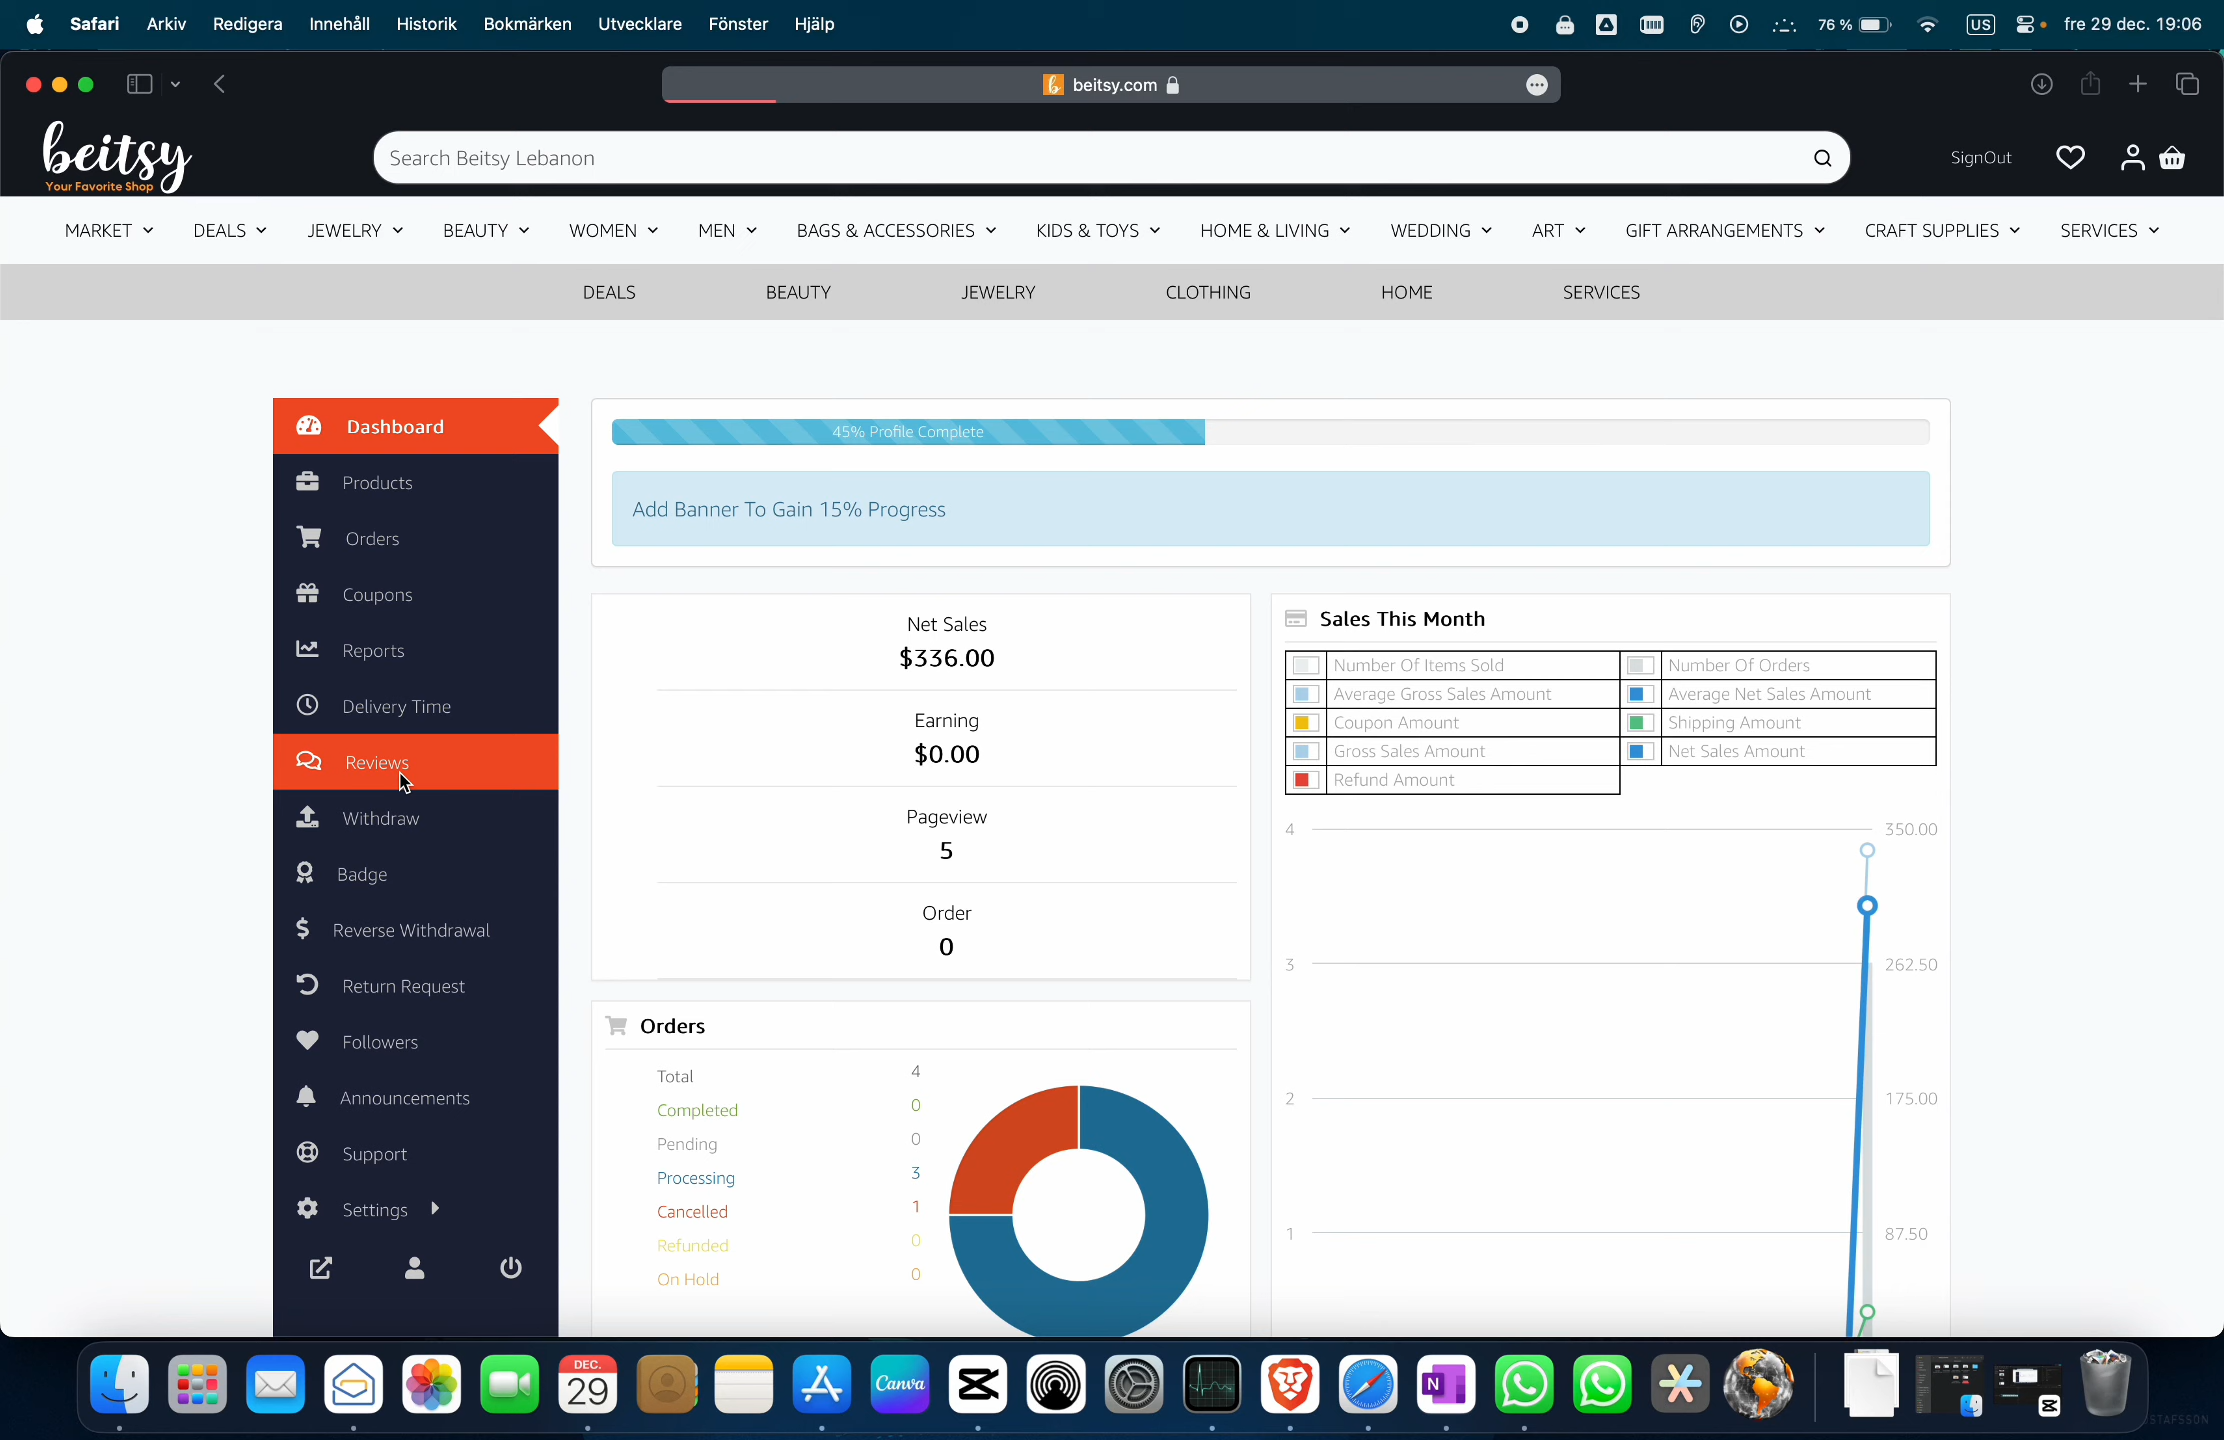 Safari Arkiv Redigera Innehåll Historik Bokmärken Utvecklare Fönster Hjälp 76 % US fre 29 dec. 19:06
beitsy.com
beitsy
Your Favorite Shop
Search Beitsy Lebanon
SignOut
MARKET DEALS JEWELRY BEAUTY WOMEN MEN BAGS & ACCESSORIES KIDS & TOYS HOME & LIVING WEDDING ART GIFT ARRANGEMENTS CRAFT SUPPLIES SERVICES
DEALS BEAUTY JEWELRY CLOTHING HOME SERVICES
Dashboard
Products
Orders
Coupons
Reports
Delivery Time
Reviews
Withdraw
Badge
Reverse Withdrawal
Return Request
Followers
Announcements
Support
Settings
45% Profile Complete
Add Banner To Gain 15% Progress
Net Sales
$336.00
Earning
$0.00
Pageview
5
Order
0
Orders
Total 4
Completed 0
Pending 0
Processing 3
Cancelled 1
Refunded 0
On Hold 0
Sales This Month
Number Of Items Sold Number Of Orders
Average Gross Sales Amount Average Net Sales Amount
Coupon Amount Shipping Amount
Gross Sales Amount Net Sales Amount
Refund Amount
4 350.00
3 262.50
2 175.00
1 87.50
DEC.
29
Canva
N